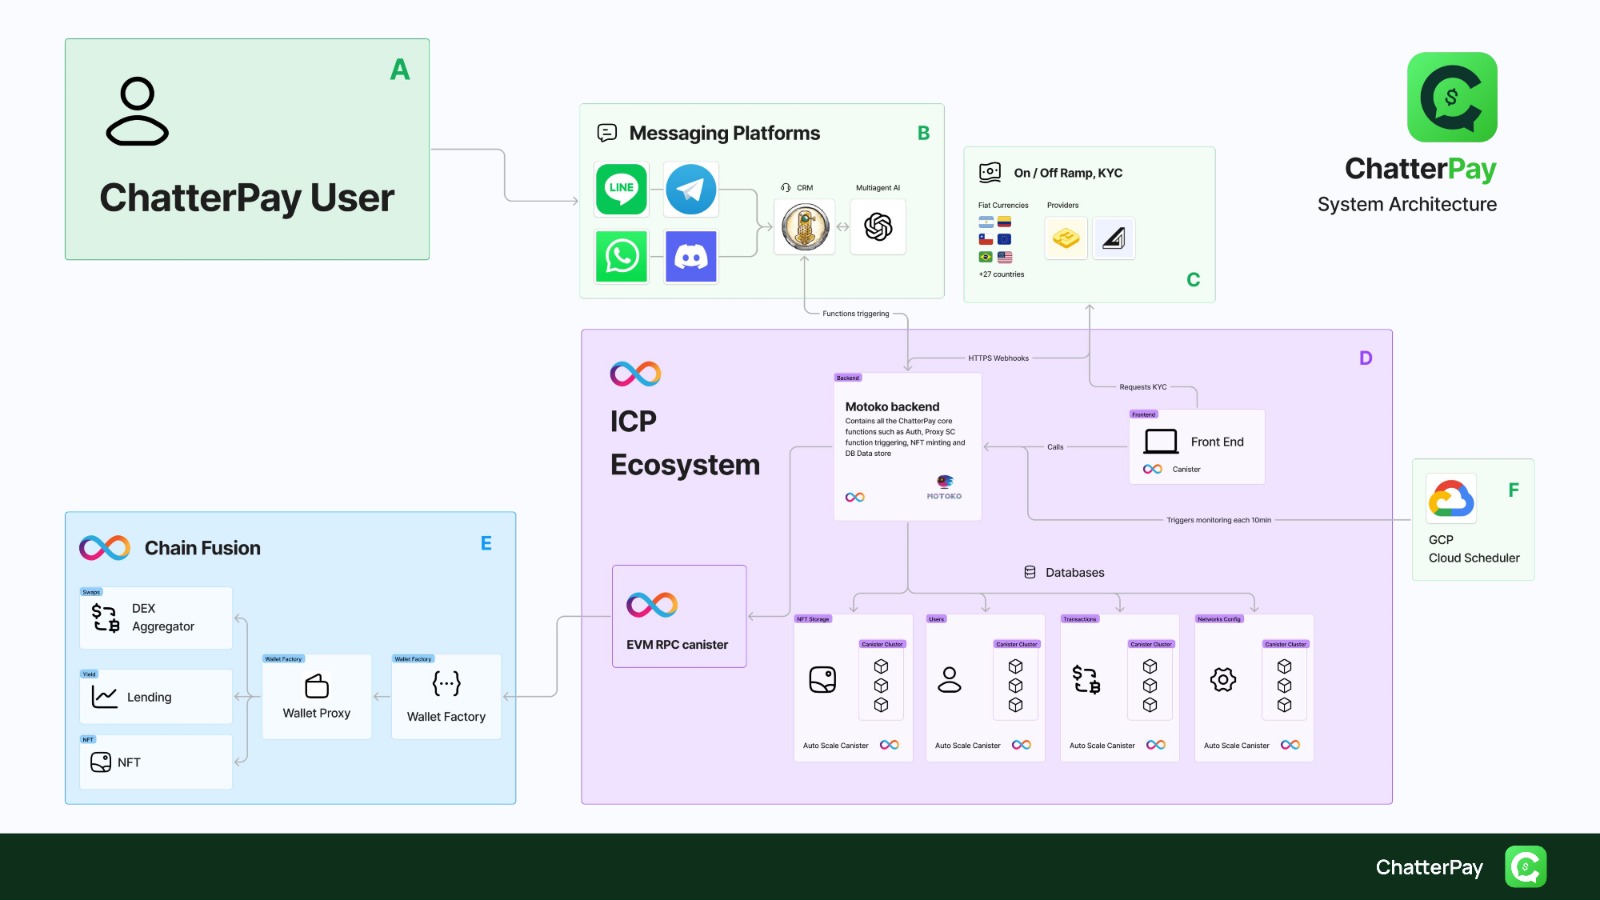 A
ChatterPay User
Messaging Platforms
B
LINE
CRM
Multiagent AI
Functions triggering
On / Off Ramp, KYC
Fiat Currencies
Providers
+27 countries
C
ChatterPay
System Architecture
D
ICP
Ecosystem
HTTPS Webhooks
Requests KYC
Backend
Motoko backend
Contains all the ChatterPay core
functions such as Auth, Proxy SC
function triggering, NFT minting and
DB Data store
MOTOKO
Calls
Frontend
Front End
Canister
Triggers monitoring each 10min
F
GCP
Cloud Scheduler
Databases
EVM RPC canister
NFT Storage
Canister Cluster
Auto Scale Canister
Users
Canister Cluster
Auto Scale Canister
Transactions
Canister Cluster
Auto Scale Canister
Networks Config
Canister Cluster
Auto Scale Canister
Chain Fusion
E
Swaps
DEX
Aggregator
Yield
Lending
NFT
NFT
Wallet Factory
Wallet Proxy
Wallet Factory
Wallet Factory
ChatterPay